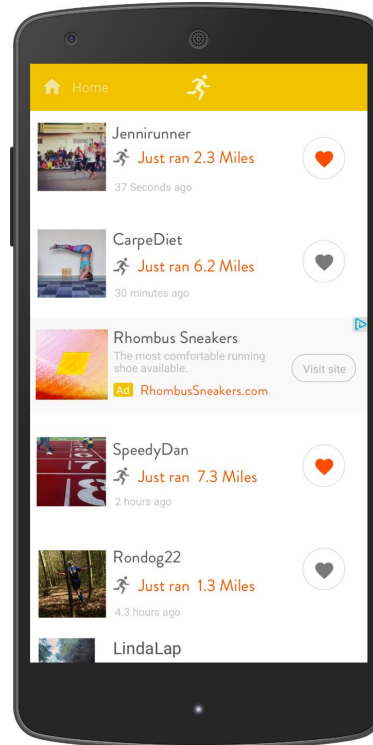 Home
Jennirunner
Just ran 2.3 Miles
37 Seconds ago
CarpeDiet
Just ran 6.2 Miles
30 minutes ago
Rhombus Sneakers
The most comfortable running
shoe available.
Visit site
Ad RhombusSneakers.com
SpeedyDan
Just ran 7.3 Miles
2 hours ago
Rondog22
Just ran 1.3 Miles
4.3 hours ago
LindaLap